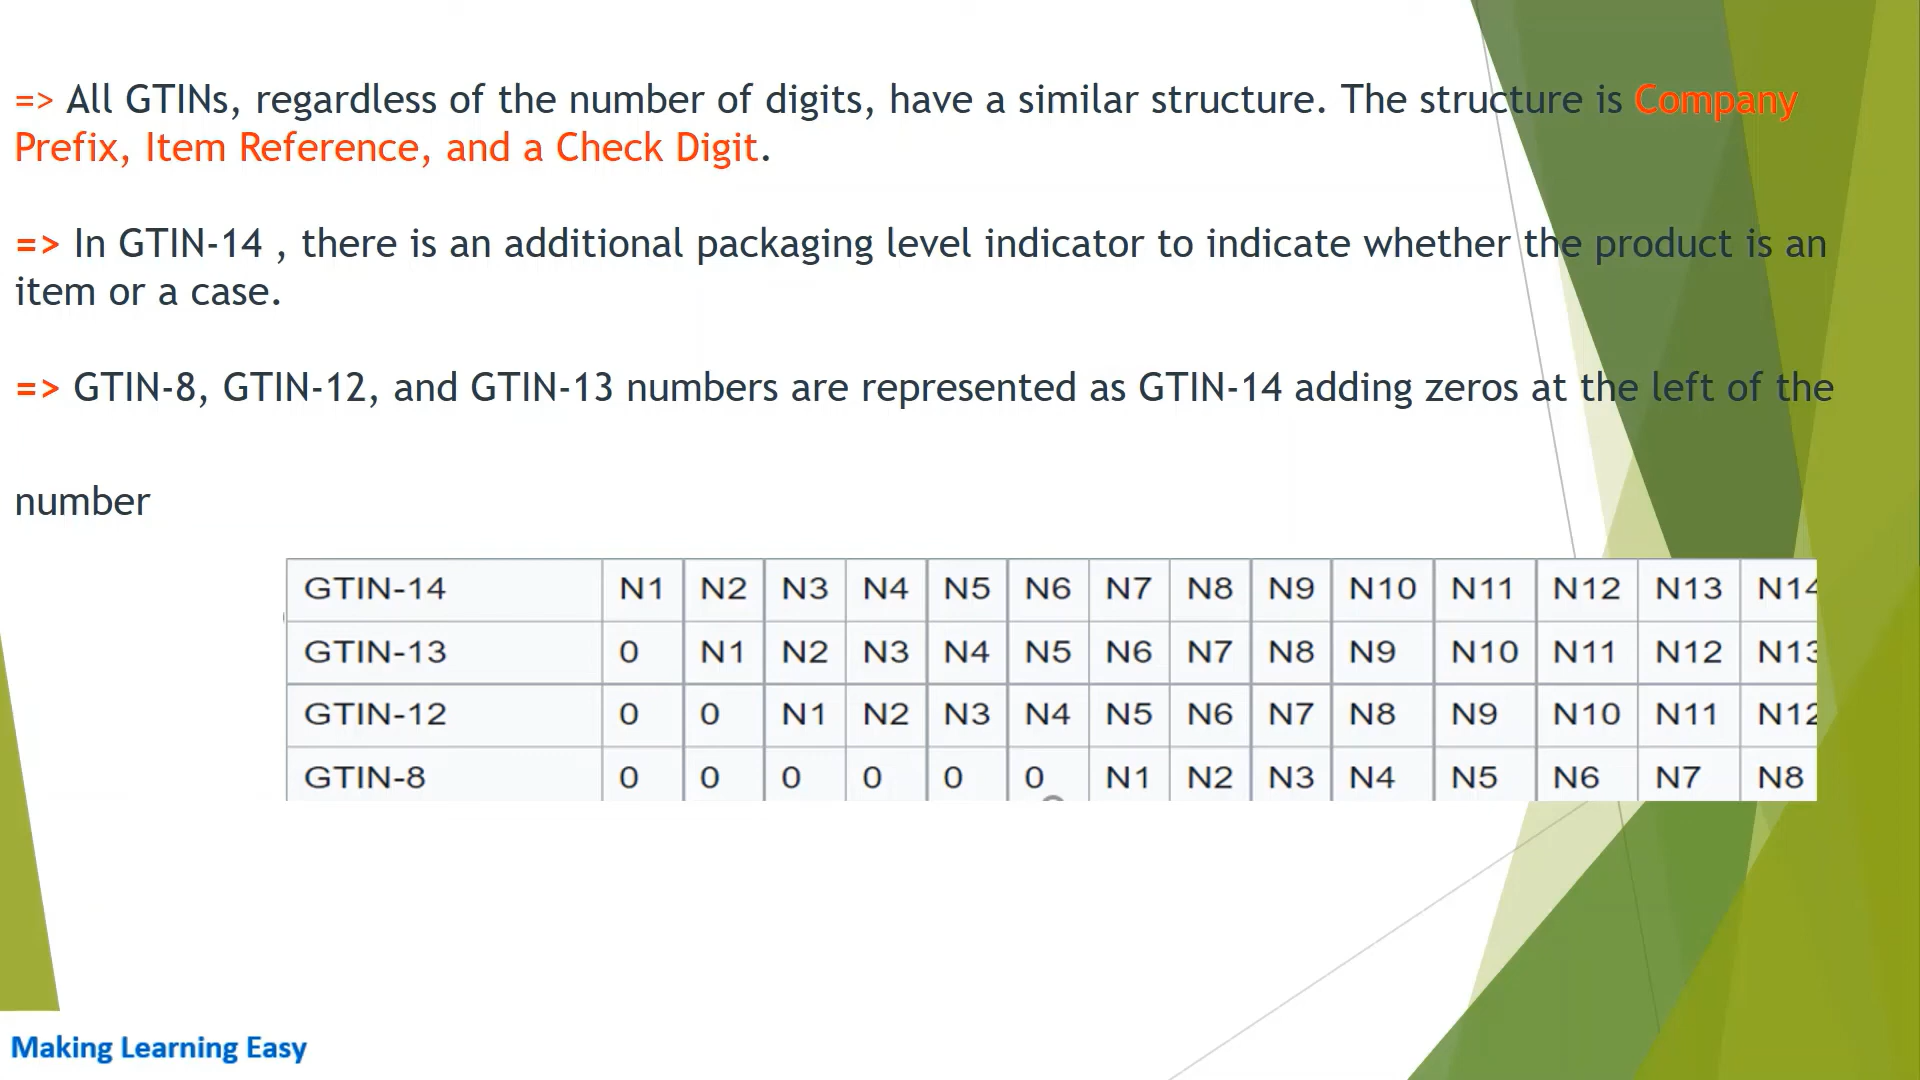 => All GTINs, regardless of the number of digits, have a similar structure. The structure is Company
Prefix, Item Reference, and a Check Digit.
=> In GTIN-14 , there is an additional packaging level indicator to indicate whether the product is an
item or a case.
=> GTIN-8, GTIN-12, and GTIN-13 numbers are represented as GTIN-14 adding zeros at the left of the
number
GTIN-14 N1 N2 N3 N4 N5 N6 N7 N8 N9 N10 N11 N12 N13 N14
GTIN-13 0 N1 N2 N3 N4 N5 N6 N7 N8 N9 N10 N11 N12 N13
GTIN-12 0 0 N1 N2 N3 N4 N5 N6 N7 N8 N9 N10 N11 N12
GTIN-8 0 0 0 0 0 0 N1 N2 N3 N4 N5 N6 N7 N8
Making Learning Easy